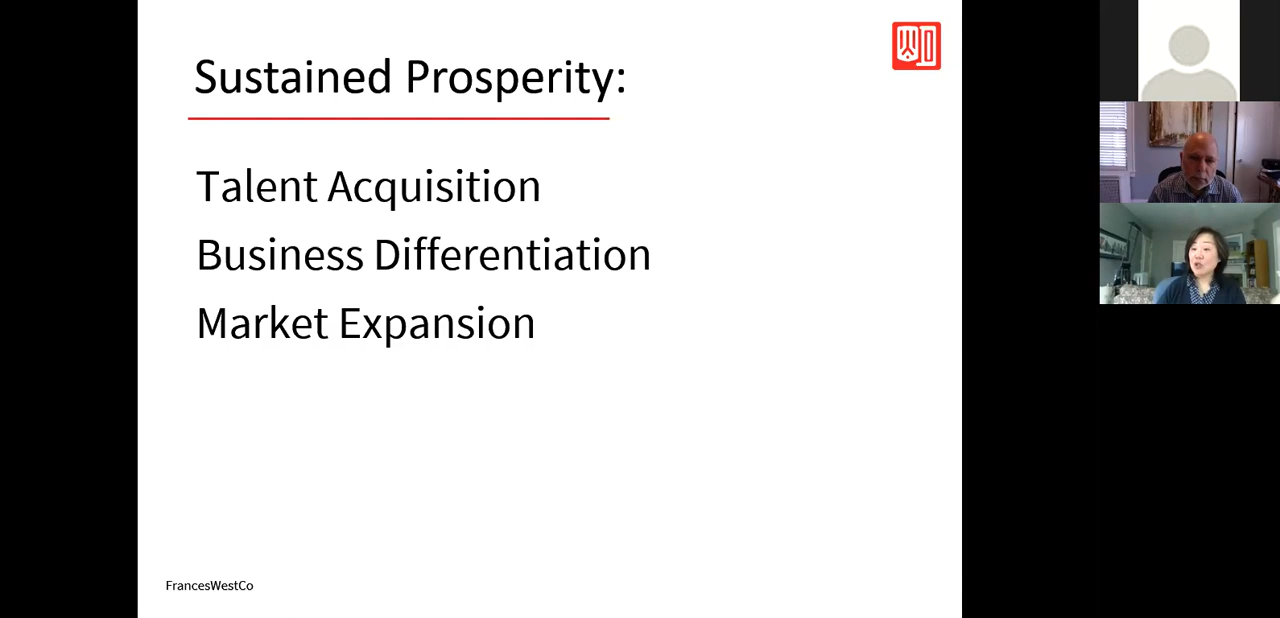 Sustained Prosperity:
Talent Acquisition
Business Differentiation
Market Expansion
FrancesWestCo